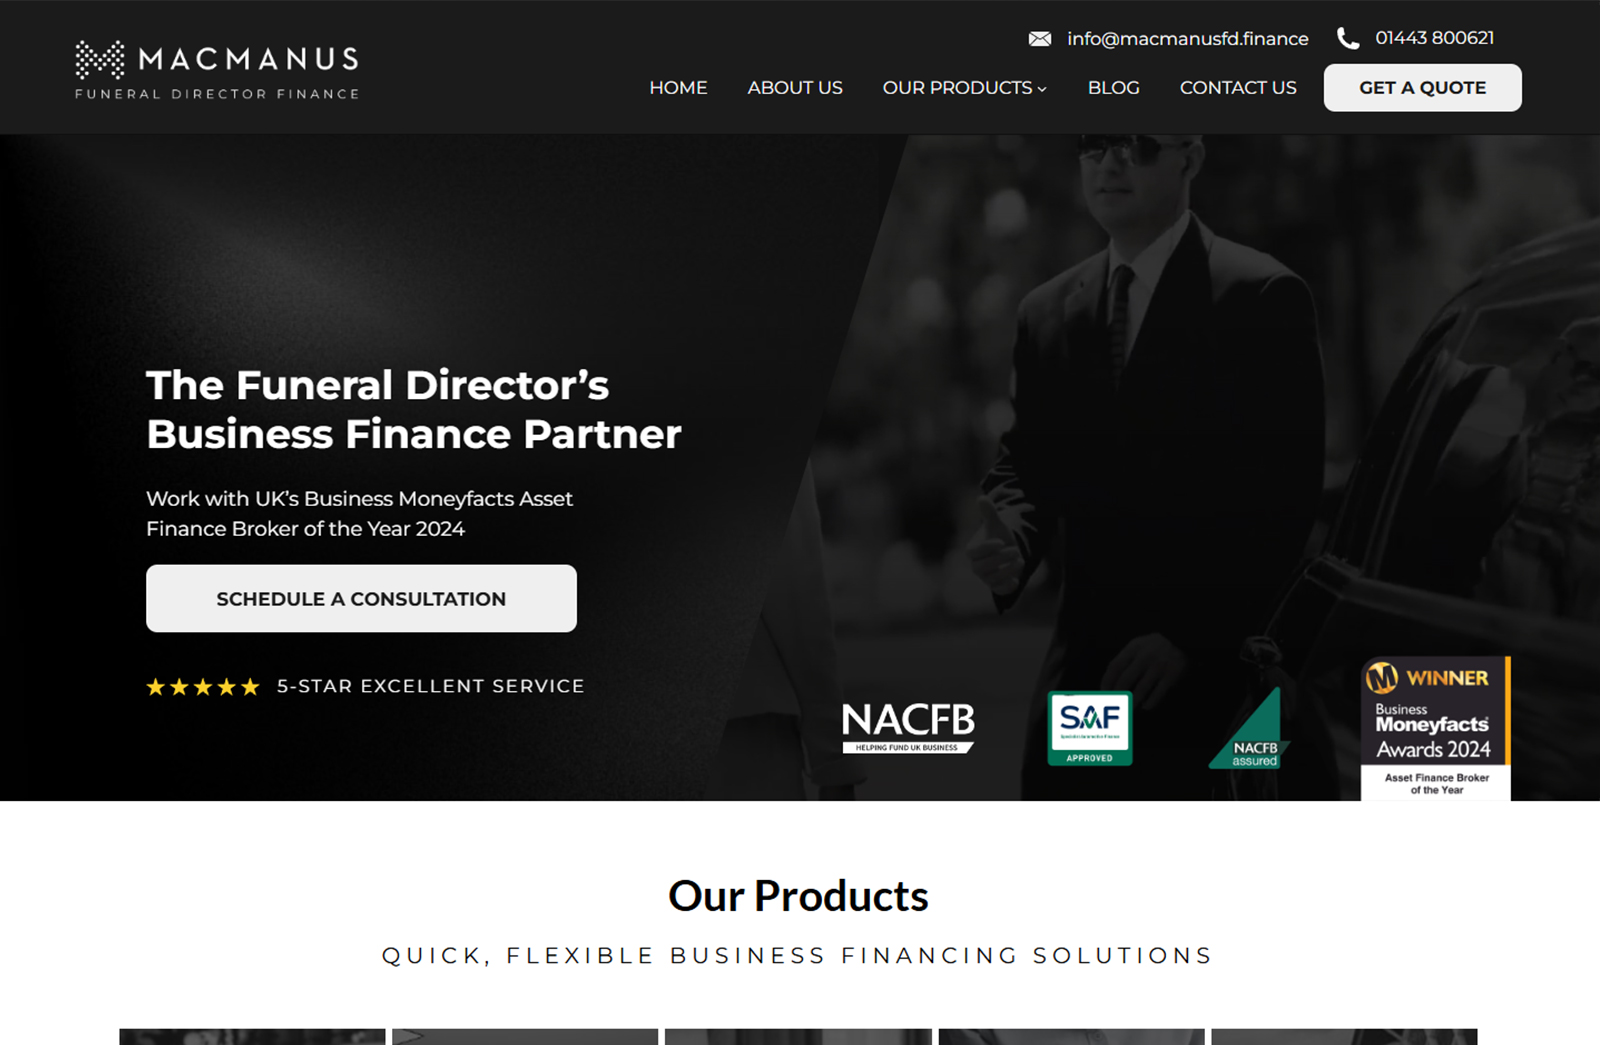 info@macmanusfd.finance
01443 800621
MACMANUS
FUNERAL DIRECTOR FINANCE
HOME
ABOUT US
OUR PRODUCTS
BLOG
CONTACT US
GET A QUOTE
The Funeral Director’s
Business Finance Partner
Work with UK’s Business Moneyfacts Asset
Finance Broker of the Year 2024
SCHEDULE A CONSULTATION
5-STAR EXCELLENT SERVICE
NACFB
HELPING FUND UK BUSINESS
SAF
Specialist Automotive Finance
APPROVED
NACFB
assured
M WINNER
Business
Moneyfacts®
Awards 2024
Asset Finance Broker
of the Year
Our Products
QUICK, FLEXIBLE BUSINESS FINANCING SOLUTIONS